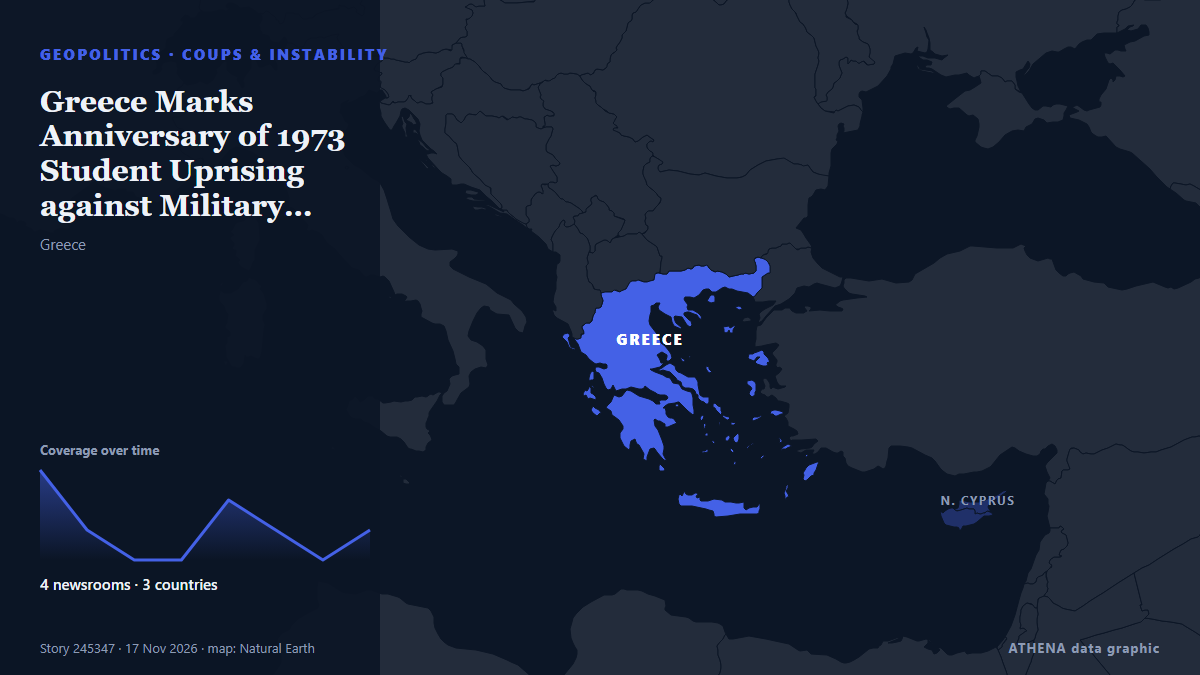 GEOPOLITICS · COUPS & INSTABILITY
Greece Marks
Anniversary of 1973
Student Uprising
against Military...
Greece
GREECE
N. CYPRUS
Coverage over time
4 newsrooms · 3 countries
Story 245347 · 17 Nov 2026 · map: Natural Earth
ATHENA data graphic